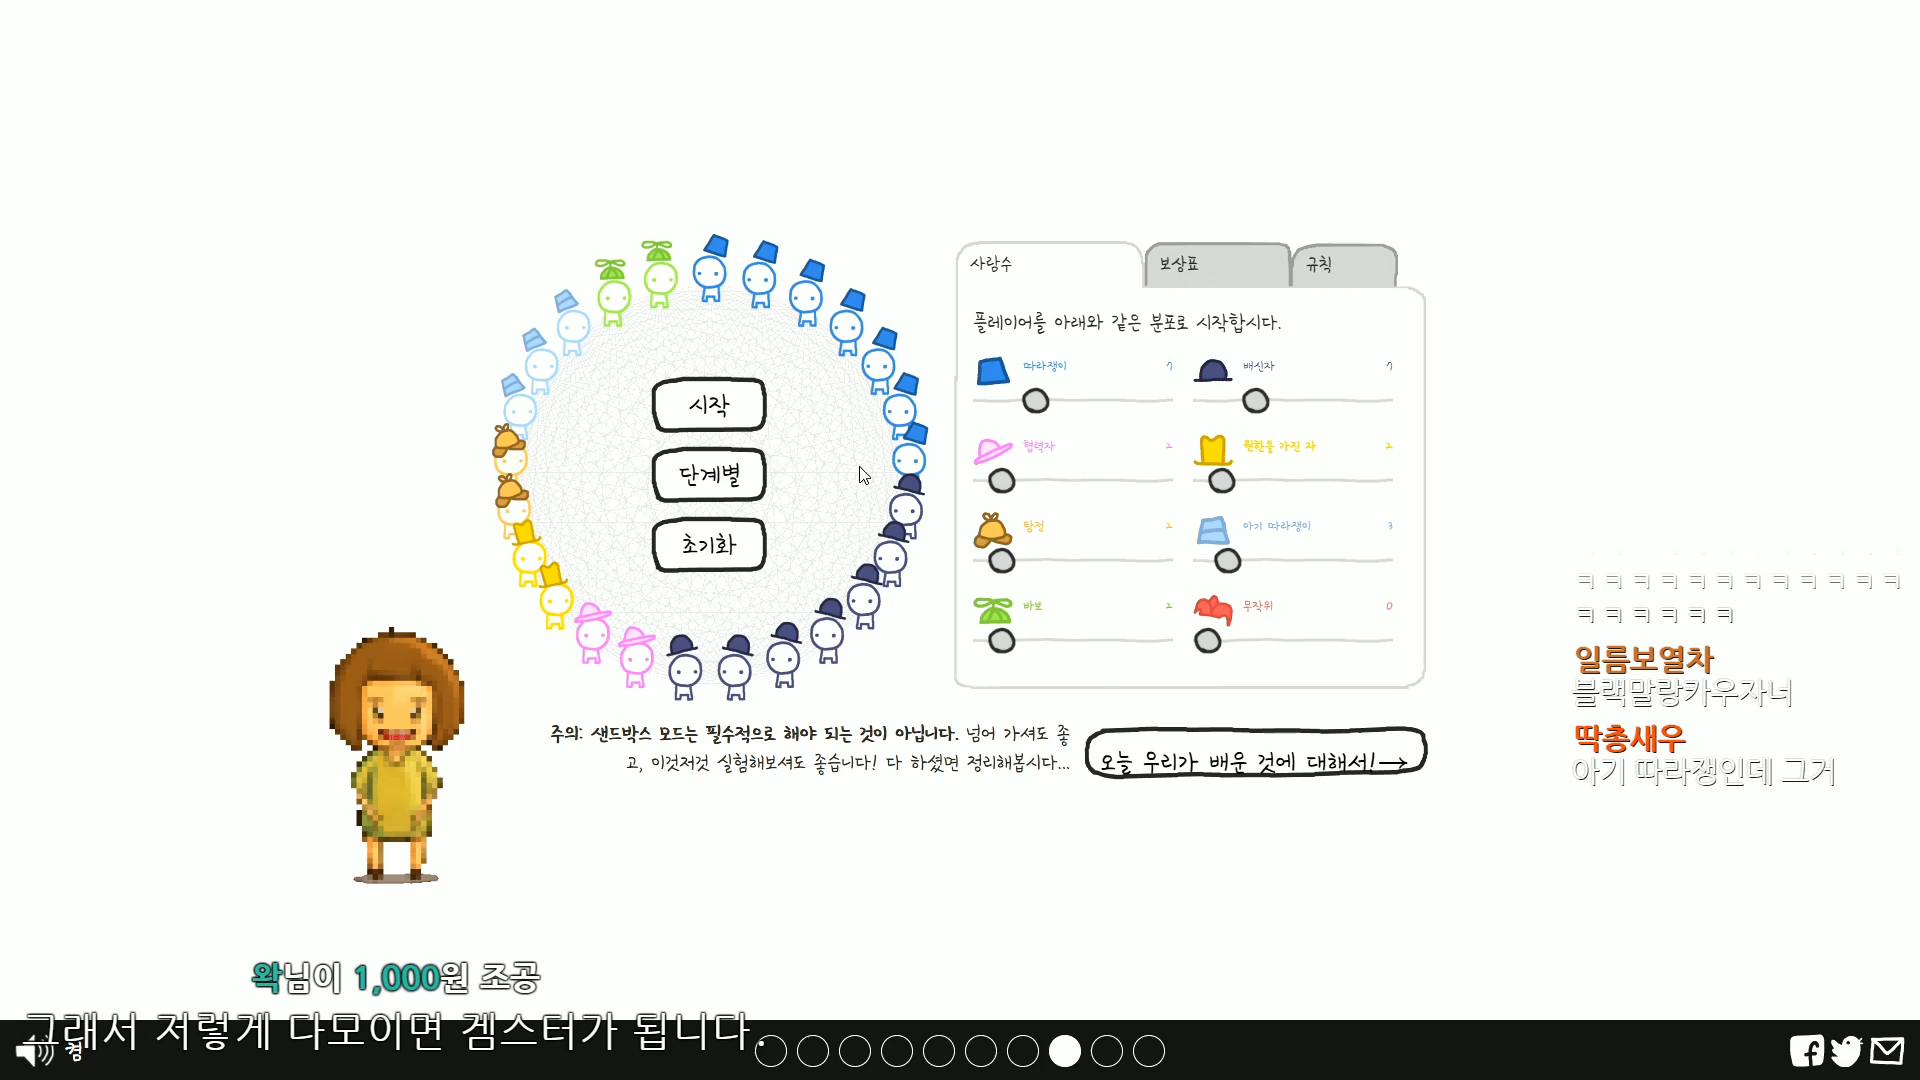 사람수
보상표
규칙
플레이어를 아래와 같은 분포로 시작합시다.
따라쟁이 7
배신자 7
협력자 2
원한을 가진 자 2
탐정 2
아기 따라쟁이 3
바보 2
무작위 0
시작
단계별
초기화
주의: 샌드박스 모드는 필수적으로 해야 되는 것이 아닙니다. 넘어 가셔도 좋
고, 이것저것 실험해보셔도 좋습니다! 다 하셨면 정리해봅시다...
오늘 우리가 배운 것에 대해서!→
ㅋㅋㅋㅋㅋㅋㅋㅋㅋㅋㅋㅋ
ㅋㅋㅋㅋㅋㅋ
일름보열차
블랙말랑카우자너
딱총새우
아기 따라쟁인데 그거
왁님이 1,000원 조공
그래서 저렇게 다모이면 겜스터가 됩니다.